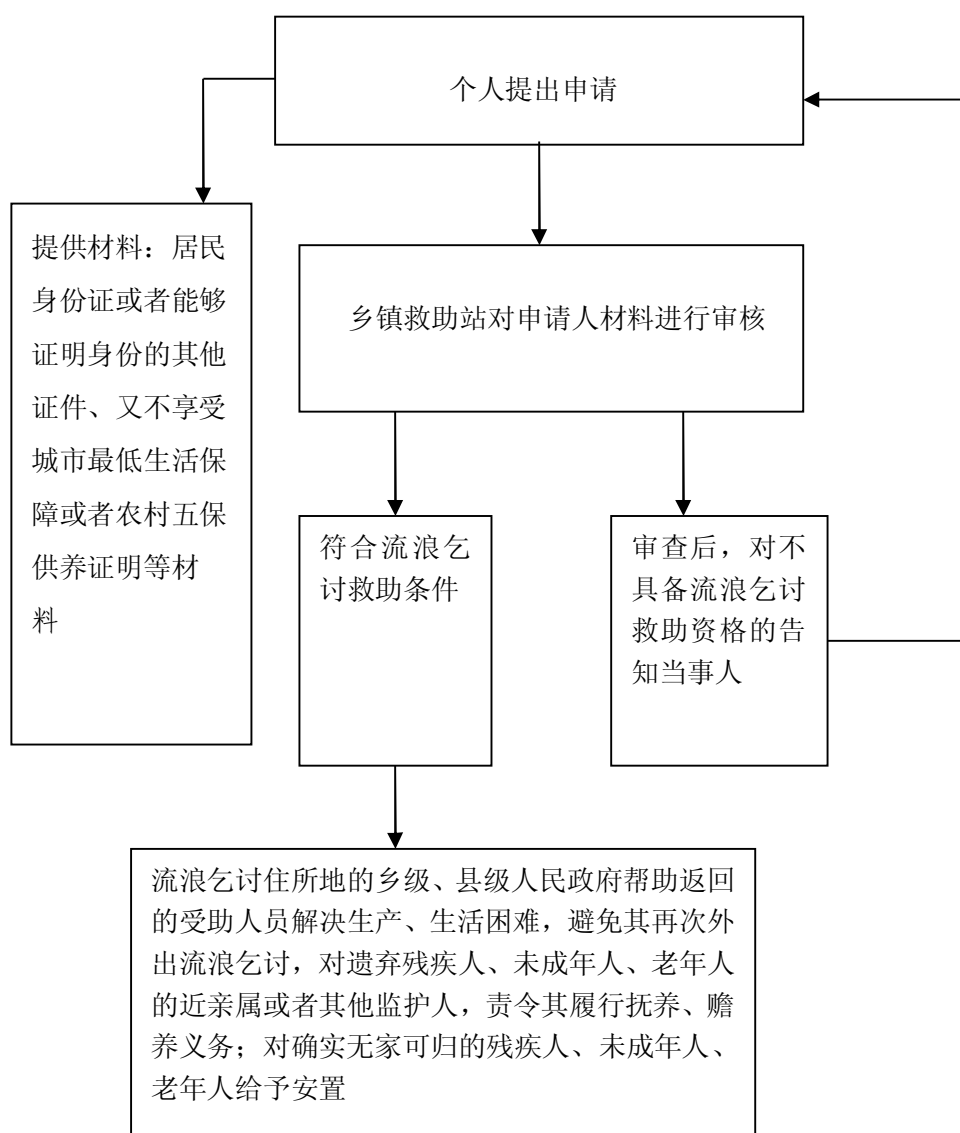 个人提出申请
提供材料：居民
身份证或者能够
证明身份的其他
证件、又不享受
城市最低生活保
障或者农村五保
供养证明等材
料
乡镇救助站对申请人材料进行审核
符合流浪乞
讨救助条件
审查后，对不
具备流浪乞讨
救助资格的告
知当事人
流浪乞讨住所地的乡级、县级人民政府帮助返回
的受助人员解决生产、生活困难，避免其再次外
出流浪乞讨，对遗弃残疾人、未成年人、老年人
的近亲属或者其他监护人，责令其履行抚养、赡
养义务；对确实无家可归的残疾人、未成年人、
老年人给予安置